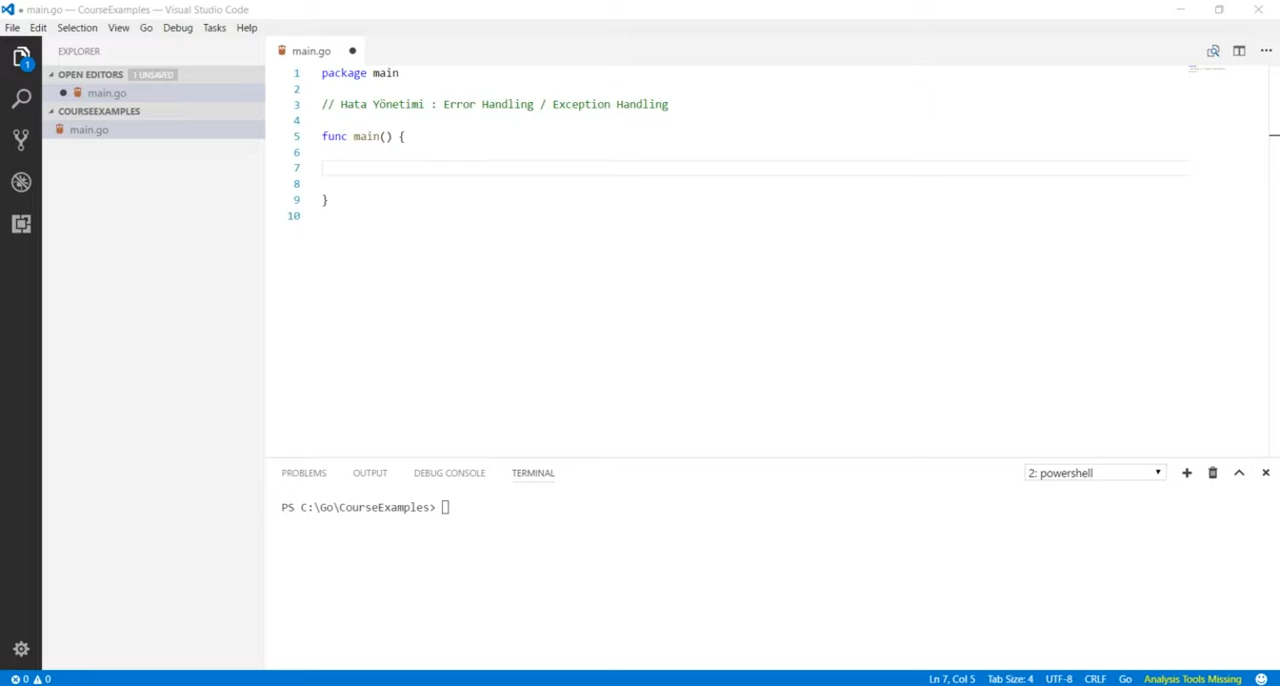 ● main.go — CourseExamples — Visual Studio Code
File Edit Selection View Go Debug Tasks Help
EXPLORER
OPEN EDITORS 1 UNSAVED
● main.go
COURSEEXAMPLES
main.go
1
main.go ●
1 package main
2
3 // Hata Yönetimi : Error Handling / Exception Handling
4
5 func main() {
6
7
8
9 }
10
PROBLEMS OUTPUT DEBUG CONSOLE TERMINAL
2: powershell
PS C:\Go\CourseExamples>
0 0 Ln 7, Col 5 Tab Size: 4 UTF-8 CRLF Go Analysis Tools Missing